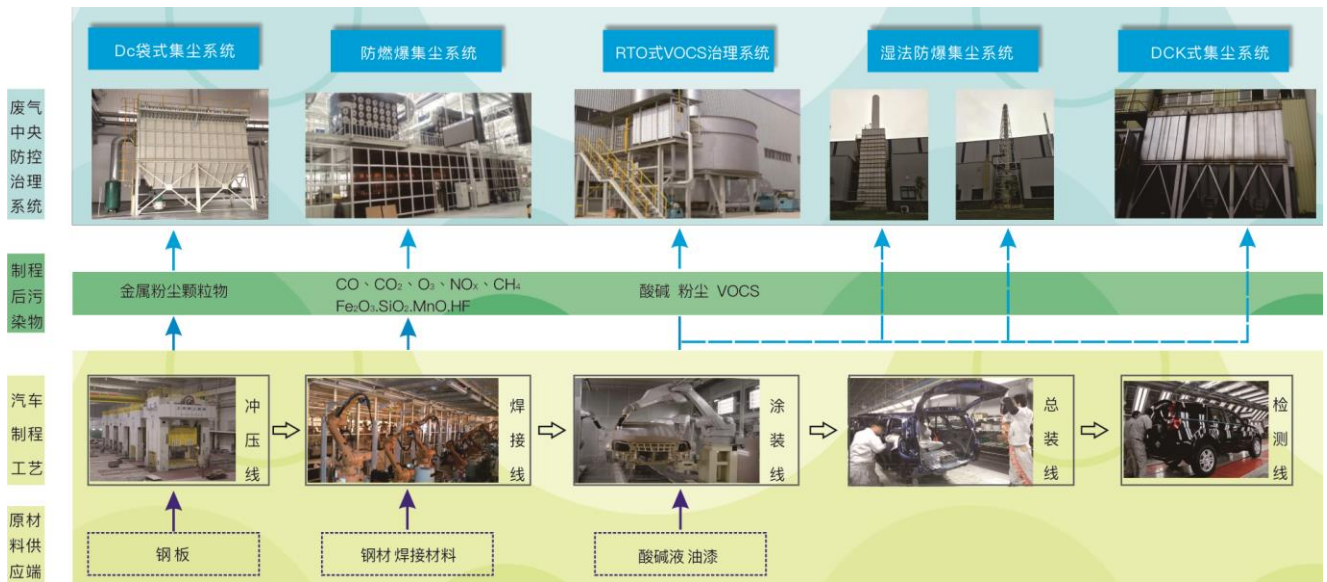 Dc袋式集尘系统
防燃爆集尘系统
RTO式VOCS治理系统
湿法防爆集尘系统
DCK式集尘系统
废气中央防控治理系统
制程后污染物
金属粉尘颗粒物
CO、CO₂、O₃、NOₓ、CH₄
Fe₂O₃.SiO₂.MnO.HF
酸碱 粉尘 VOCS
汽车制程工艺
冲压线
焊接线
涂装线
总装线
检测线
原材料供应端
钢板
钢材 焊接材料
酸碱液 油漆